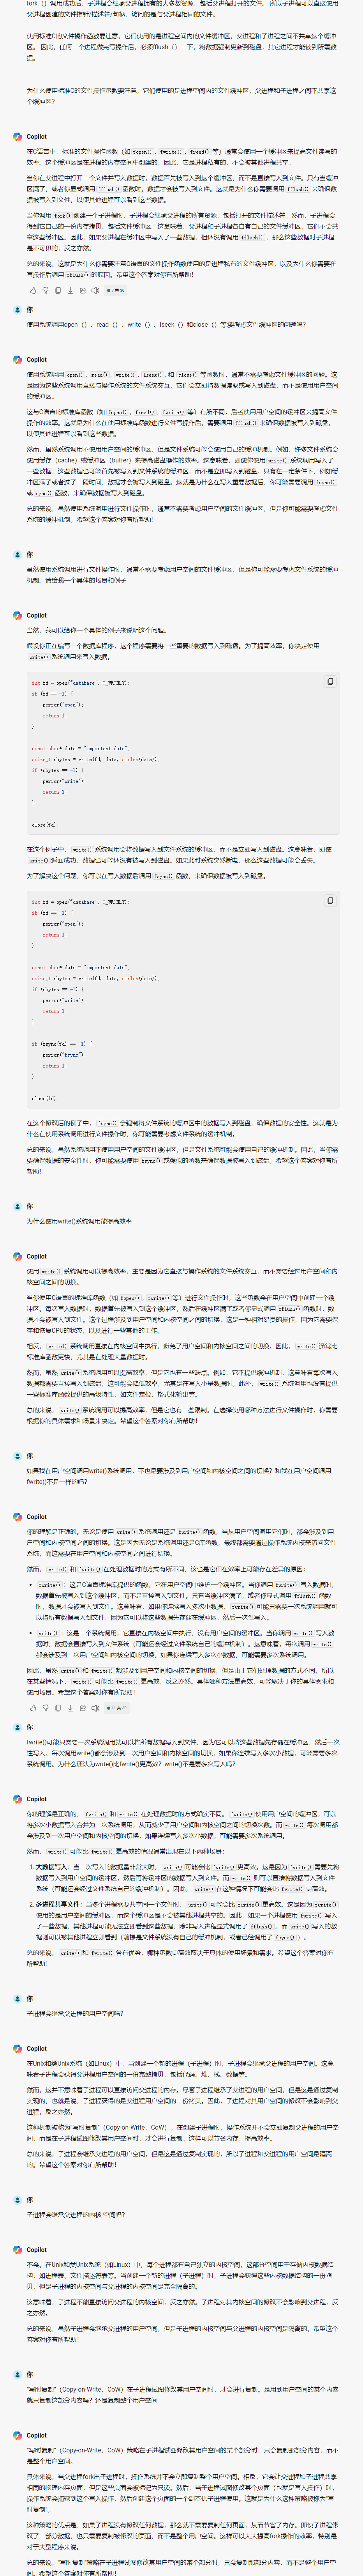 fork（）调用成功后，子进程会继承父进程拥有的大多数资源，包括父进程打开的文件。所以子进程可以直接使用
父进程创建的文件指针/描述符/句柄，访问的是与父进程相同的文件。
使用标准C的文件操作函数要注意，它们使用的是进程空间内的文件缓冲区，父进程和子进程之间不共享这个缓冲
区。因此，任何一个进程做完写操作后，必须fflush（）一下，将数据强制更新到磁盘，其它进程才能读到所需数
据。
为什么使用标准C的文件操作函数要注意，它们使用的是进程空间内的文件缓冲区，父进程和子进程之间不共享这
个缓冲区？
Copilot
在C语言中，标准的文件操作函数（如 fopen()，fwrite()，fread() 等）通常会使用一个缓冲区来提高文件读写的
效率。这个缓冲区是在进程的内存空间中创建的，因此，它是进程私有的，不会被其他进程共享。
当你在父进程中打开一个文件并写入数据时，数据首先被写入到这个缓冲区，而不是直接写入到文件。只有当缓冲
区满了，或者你显式调用 fflush() 函数时，数据才会被写入到文件。这就是为什么你需要调用 fflush() 来确保数
据被写入到文件，以便其他进程可以看到这些数据。
当你调用 fork() 创建一个子进程时，子进程会继承父进程的所有资源，包括打开的文件描述符。然而，子进程会
得到它自己的一份内存拷贝，包括文件缓冲区。这意味着，父进程和子进程各自有自己的文件缓冲区，它们不会共
享这些缓冲区。因此，如果父进程在缓冲区中写入了一些数据，但还没有调用 fflush()，那么这些数据对子进程
是不可见的，反之亦然。
总的来说，这就是为什么你需要注意C语言的文件操作函数使用的是进程私有的文件缓冲区，以及为什么你需要在
写操作后调用 fflush() 的原因。希望这个答案对你有所帮助！
你
使用系统调用open（）、read（）、write（）、lseek（）和close（）等,要考虑文件缓冲区的问题吗?
Copilot
使用系统调用 open()，read()，write()，lseek()，和 close() 等函数时，通常不需要考虑文件缓冲区的问题。这
是因为这些系统调用直接与操作系统的文件系统交互，它们会立即将数据读取或写入到磁盘，而不是使用用户空间
的缓冲区。
这与C语言的标准库函数（如 fopen()，fread()，fwrite() 等）有所不同，后者使用用户空间的缓冲区来提高文件
操作的效率。这就是为什么在使用标准库函数进行文件写操作后，需要调用 fflush() 来确保数据被写入到磁盘，
以便其他进程可以看到这些数据。
然而，虽然系统调用不使用用户空间的缓冲区，但是文件系统可能会使用自己的缓冲机制。例如，许多文件系统会
使用缓存（cache）或缓冲区（buffer）来提高磁盘操作的效率。这意味着，即使你使用 write() 系统调用写入了
一些数据，这些数据也可能首先被写入到文件系统的缓冲区，而不是立即写入到磁盘。只有在一定条件下，例如缓
冲区满了或者过了一段时间，数据才会被写入到磁盘。这就是为什么在写入重要数据后，你可能需要调用 fsync()
或 sync() 函数，来确保数据被写入到磁盘。
总的来说，虽然使用系统调用进行文件操作时，通常不需要考虑用户空间的文件缓冲区，但是你可能需要考虑文件
系统的缓冲机制。希望这个答案对你有所帮助！
你
虽然使用系统调用进行文件操作时，通常不需要考虑用户空间的文件缓冲区，但是你可能需要考虑文件系统的缓冲
机制。请给我一个具体的场景和例子
Copilot
当然，我可以给你一个具体的例子来说明这个问题。
假设你正在编写一个数据库程序，这个程序需要将一些重要的数据写入到磁盘。为了提高效率，你决定使用
write() 系统调用来写入数据。
int fd = open("database", O_WRONLY);
if (fd == -1) {
perror("open");
return 1;
}
const char* data = "important data";
ssize_t nbytes = write(fd, data, strlen(data));
if (nbytes == -1) {
perror("write");
return 1;
}
close(fd);
在这个例子中，write() 系统调用会将数据写入到文件系统的缓冲区，而不是立即写入到磁盘。这意味着，即使
write() 返回成功，数据也可能还没有被写入到磁盘。如果此时系统突然断电，那么这些数据可能会丢失。
为了解决这个问题，你可以在写入数据后调用 fsync() 函数，来确保数据被写入到磁盘。
int fd = open("database", O_WRONLY);
if (fd == -1) {
perror("open");
return 1;
}
const char* data = "important data";
ssize_t nbytes = write(fd, data, strlen(data));
if (nbytes == -1) {
perror("write");
return 1;
}
if (fsync(fd) == -1) {
perror("fsync");
return 1;
}
close(fd);
在这个修改后的例子中，fsync() 会强制将文件系统的缓冲区中的数据写入到磁盘，确保数据的安全性。这就是为
什么在使用系统调用进行文件操作时，你可能需要考虑文件系统的缓冲机制。
总的来说，虽然系统调用不使用用户空间的文件缓冲区，但是文件系统可能会使用自己的缓冲机制。因此，当你需
要确保数据的安全性时，你可能需要使用 fsync() 或类似的函数来确保数据被写入到磁盘。希望这个答案对你有所
帮助！
你
为什么使用write()系统调用能提高效率
Copilot
使用 write() 系统调用可以提高效率，主要是因为它直接与操作系统的文件系统交互，而不需要经过用户空间和内
核空间之间的切换。
当你使用C语言的标准库函数（如 fopen()，fwrite() 等）进行文件操作时，这些函数会在用户空间中创建一个缓
冲区。每次写入数据时，数据首先被写入到这个缓冲区，然后在缓冲区满了或者你显式调用 fflush() 函数时，数
据才会被写入到文件。这个过程涉及到用户空间和内核空间之间的切换，这是一种相对昂贵的操作，因为它需要保
存和恢复CPU的状态，以及进行一些其他的工作。
相反，write() 系统调用直接在内核空间中执行，避免了用户空间和内核空间之间的切换。因此，write() 通常比
标准库函数更快，尤其是在处理大量数据时。
然而，虽然 write() 系统调用可以提高效率，但是它也有一些缺点。例如，它不提供缓冲机制，这意味着每次写入
数据都需要直接写入到磁盘，这可能会降低效率，尤其是在写入小量数据时。此外，write() 系统调用也没有提供
一些标准库函数提供的高级特性，如文件定位、格式化输出等。
总的来说，write() 系统调用可以提高效率，但是它也有一些限制。在选择使用哪种方法进行文件操作时，你需要
根据你的具体需求和场景来决定。希望这个答案对你有所帮助！
你
如果我在用户空间调用write()系统调用，不也是要涉及到用户空间和内核空间之间的切换？和我在用户空间调用
fwrite()不是一样的吗？
Copilot
你的理解是正确的。无论是使用 write() 系统调用还是 fwrite() 函数，当从用户空间调用它们时，都会涉及到用
户空间和内核空间之间的切换。这是因为无论是系统调用还是C库函数，最终都需要通过操作系统内核来访问文件
系统，而这需要在用户空间和内核空间之间进行切换。
然而，write() 和 fwrite() 在处理数据时的方式有所不同，这也是它们在效率上可能存在差异的原因：
• fwrite()：这是C语言标准库提供的函数，它在用户空间中维护一个缓冲区。当你调用 fwrite() 写入数据时，
数据首先被写入到这个缓冲区，而不是直接写入到文件。只有当缓冲区满了，或者你显式调用 fflush() 函数
时，数据才会被写入到文件。这意味着，如果你连续写入多次小数据，fwrite() 可能只需要一次系统调用就可
以将所有数据写入到文件，因为它可以将这些数据先存储在缓冲区，然后一次性写入。
• write()：这是一个系统调用，它直接在内核空间中执行，没有用户空间的缓冲区。当你调用 write() 写入数据
时，数据会直接写入到文件系统（可能还会经过文件系统自己的缓冲机制）。这意味着，每次调用 write()
都会涉及到一次用户空间和内核空间的切换，如果你连续写入多次小数据，可能需要多次系统调用。
因此，虽然 write() 和 fwrite() 都涉及到用户空间和内核空间的切换，但是由于它们处理数据的方式不同，所以
在某些情况下，write() 可能比 fwrite() 更高效，反之亦然。具体哪种方法更高效，可能取决于你的具体需求和
使用场景。希望这个答案对你有所帮助！
你
fwrite()可能只需要一次系统调用就可以将所有数据写入到文件，因为它可以将这些数据先存储在缓冲区，然后一次
性写入。每次调用write()都会涉及到一次用户空间和内核空间的切换，如果你连续写入多次小数据，可能需要多次
系统调用。为什么还认为write()比fwrite()更高效？write()不是要多次写入吗？
Copilot
你的理解是正确的，fwrite() 和 write() 在处理数据时的方式确实不同。fwrite() 使用用户空间的缓冲区，可以
将多次小数据写入合并为一次系统调用，从而减少了用户空间和内核空间之间的切换次数。而 write() 每次调用都
会涉及到一次用户空间和内核空间的切换，如果连续写入多次小数据，可能需要多次系统调用。
然而，write() 可能比 fwrite() 更高效的情况通常出现在以下两种场景：
1. 大数据写入：当一次写入的数据量非常大时，write() 可能会比 fwrite() 更高效。这是因为 fwrite() 需要先将
数据写入到用户空间的缓冲区，然后再将缓冲区的数据写入到文件。而 write() 则可以直接将数据写入到文件
系统（可能还会经过文件系统自己的缓冲机制）。因此，write() 在这种情况下可能会比 fwrite() 更高效。
2. 多进程共享文件：当多个进程需要共享同一个文件时，write() 可能会比 fwrite() 更高效。这是因为 fwrite()
使用的是用户空间的缓冲区，而这个缓冲区是不会被其他进程共享的。因此，如果一个进程使用 fwrite() 写入
了一些数据，其他进程可能无法立即看到这些数据，除非写入进程显式调用了 fflush()。而 write() 写入的数
据则可以被其他进程立即看到（前提是文件系统没有自己的缓冲机制，或者已经调用了 fsync()）。
总的来说，write() 和 fwrite() 各有优势，哪种函数更高效取决于具体的使用场景和需求。希望这个答案对你有
所帮助！
你
子进程会继承父进程的用户空间吗？
Copilot
在Unix和类Unix系统（如Linux）中，当创建一个新的进程（子进程）时，子进程会继承父进程的用户空间。这意
味着子进程会获得父进程用户空间的一份完整拷贝，包括代码、堆、栈、数据等。
然而，这并不意味着子进程可以直接访问父进程的内存。尽管子进程继承了父进程的用户空间，但是这是通过复制
实现的，也就是说，子进程获得的是父进程用户空间的一份拷贝。因此，子进程对其用户空间的修改不会影响到父
进程，反之亦然。
这种机制被称为“写时复制”（Copy-on-Write，CoW）。在创建子进程时，操作系统并不会立即复制父进程的用户空
间，而是在子进程试图修改其用户空间时，才会进行复制。这样可以节省内存，提高效率。
总的来说，子进程会继承父进程的用户空间，但是这是通过复制实现的，所以子进程和父进程的用户空间是隔离
的。希望这个答案对你有所帮助！
你
子进程会继承父进程的内核 空间吗？
Copilot
不会。在Unix和类Unix系统（如Linux）中，每个进程都有自己独立的内核空间，这部分空间用于存储内核数据结
构，如进程表、文件描述符表等。当创建一个新的进程（子进程）时，子进程会获得这些内核数据结构的一份拷
贝，但是子进程的内核空间与父进程的内核空间是完全隔离的。
这意味着，子进程不能直接访问父进程的内核空间，反之亦然。子进程对其内核空间的修改不会影响到父进程，反
之亦然。
总的来说，虽然子进程会继承父进程的用户空间，但是子进程的内核空间与父进程的内核空间是隔离的。希望这个
答案对你有所帮助！
你
“写时复制”（Copy-on-Write，CoW）在子进程试图修改其用户空间时，才会进行复制。是用到用户空间的某个内容
就只复制这部分内容吗？还是复制整个用户空间
Copilot
“写时复制”（Copy-on-Write，CoW）策略在子进程试图修改其用户空间的某个部分时，只会复制那部分内容，而不
是整个用户空间。
具体来说，当父进程fork出子进程时，操作系统并不会立即复制整个用户空间。相反，它会让父进程和子进程共享
相同的物理内存页面，但是这些页面会被标记为只读。然后，当子进程试图修改某个页面（也就是写入操作）时，
操作系统会捕获到这个写入操作，然后创建这个页面的一个副本供子进程使用。这就是为什么这种策略被称为“写
时复制”。
这种策略的优点是，如果子进程没有修改任何数据，那么就不需要复制任何页面，从而节省了内存。即使子进程修
改了一部分数据，也只需要复制被修改的页面，而不是整个用户空间。这样可以大大提高fork操作的效率，特别是
对于大型程序来说。
总的来说，“写时复制”策略在子进程试图修改其用户空间的某个部分时，只会复制那部分内容，而不是整个用户空
间。希望这个答案对你有所帮助！